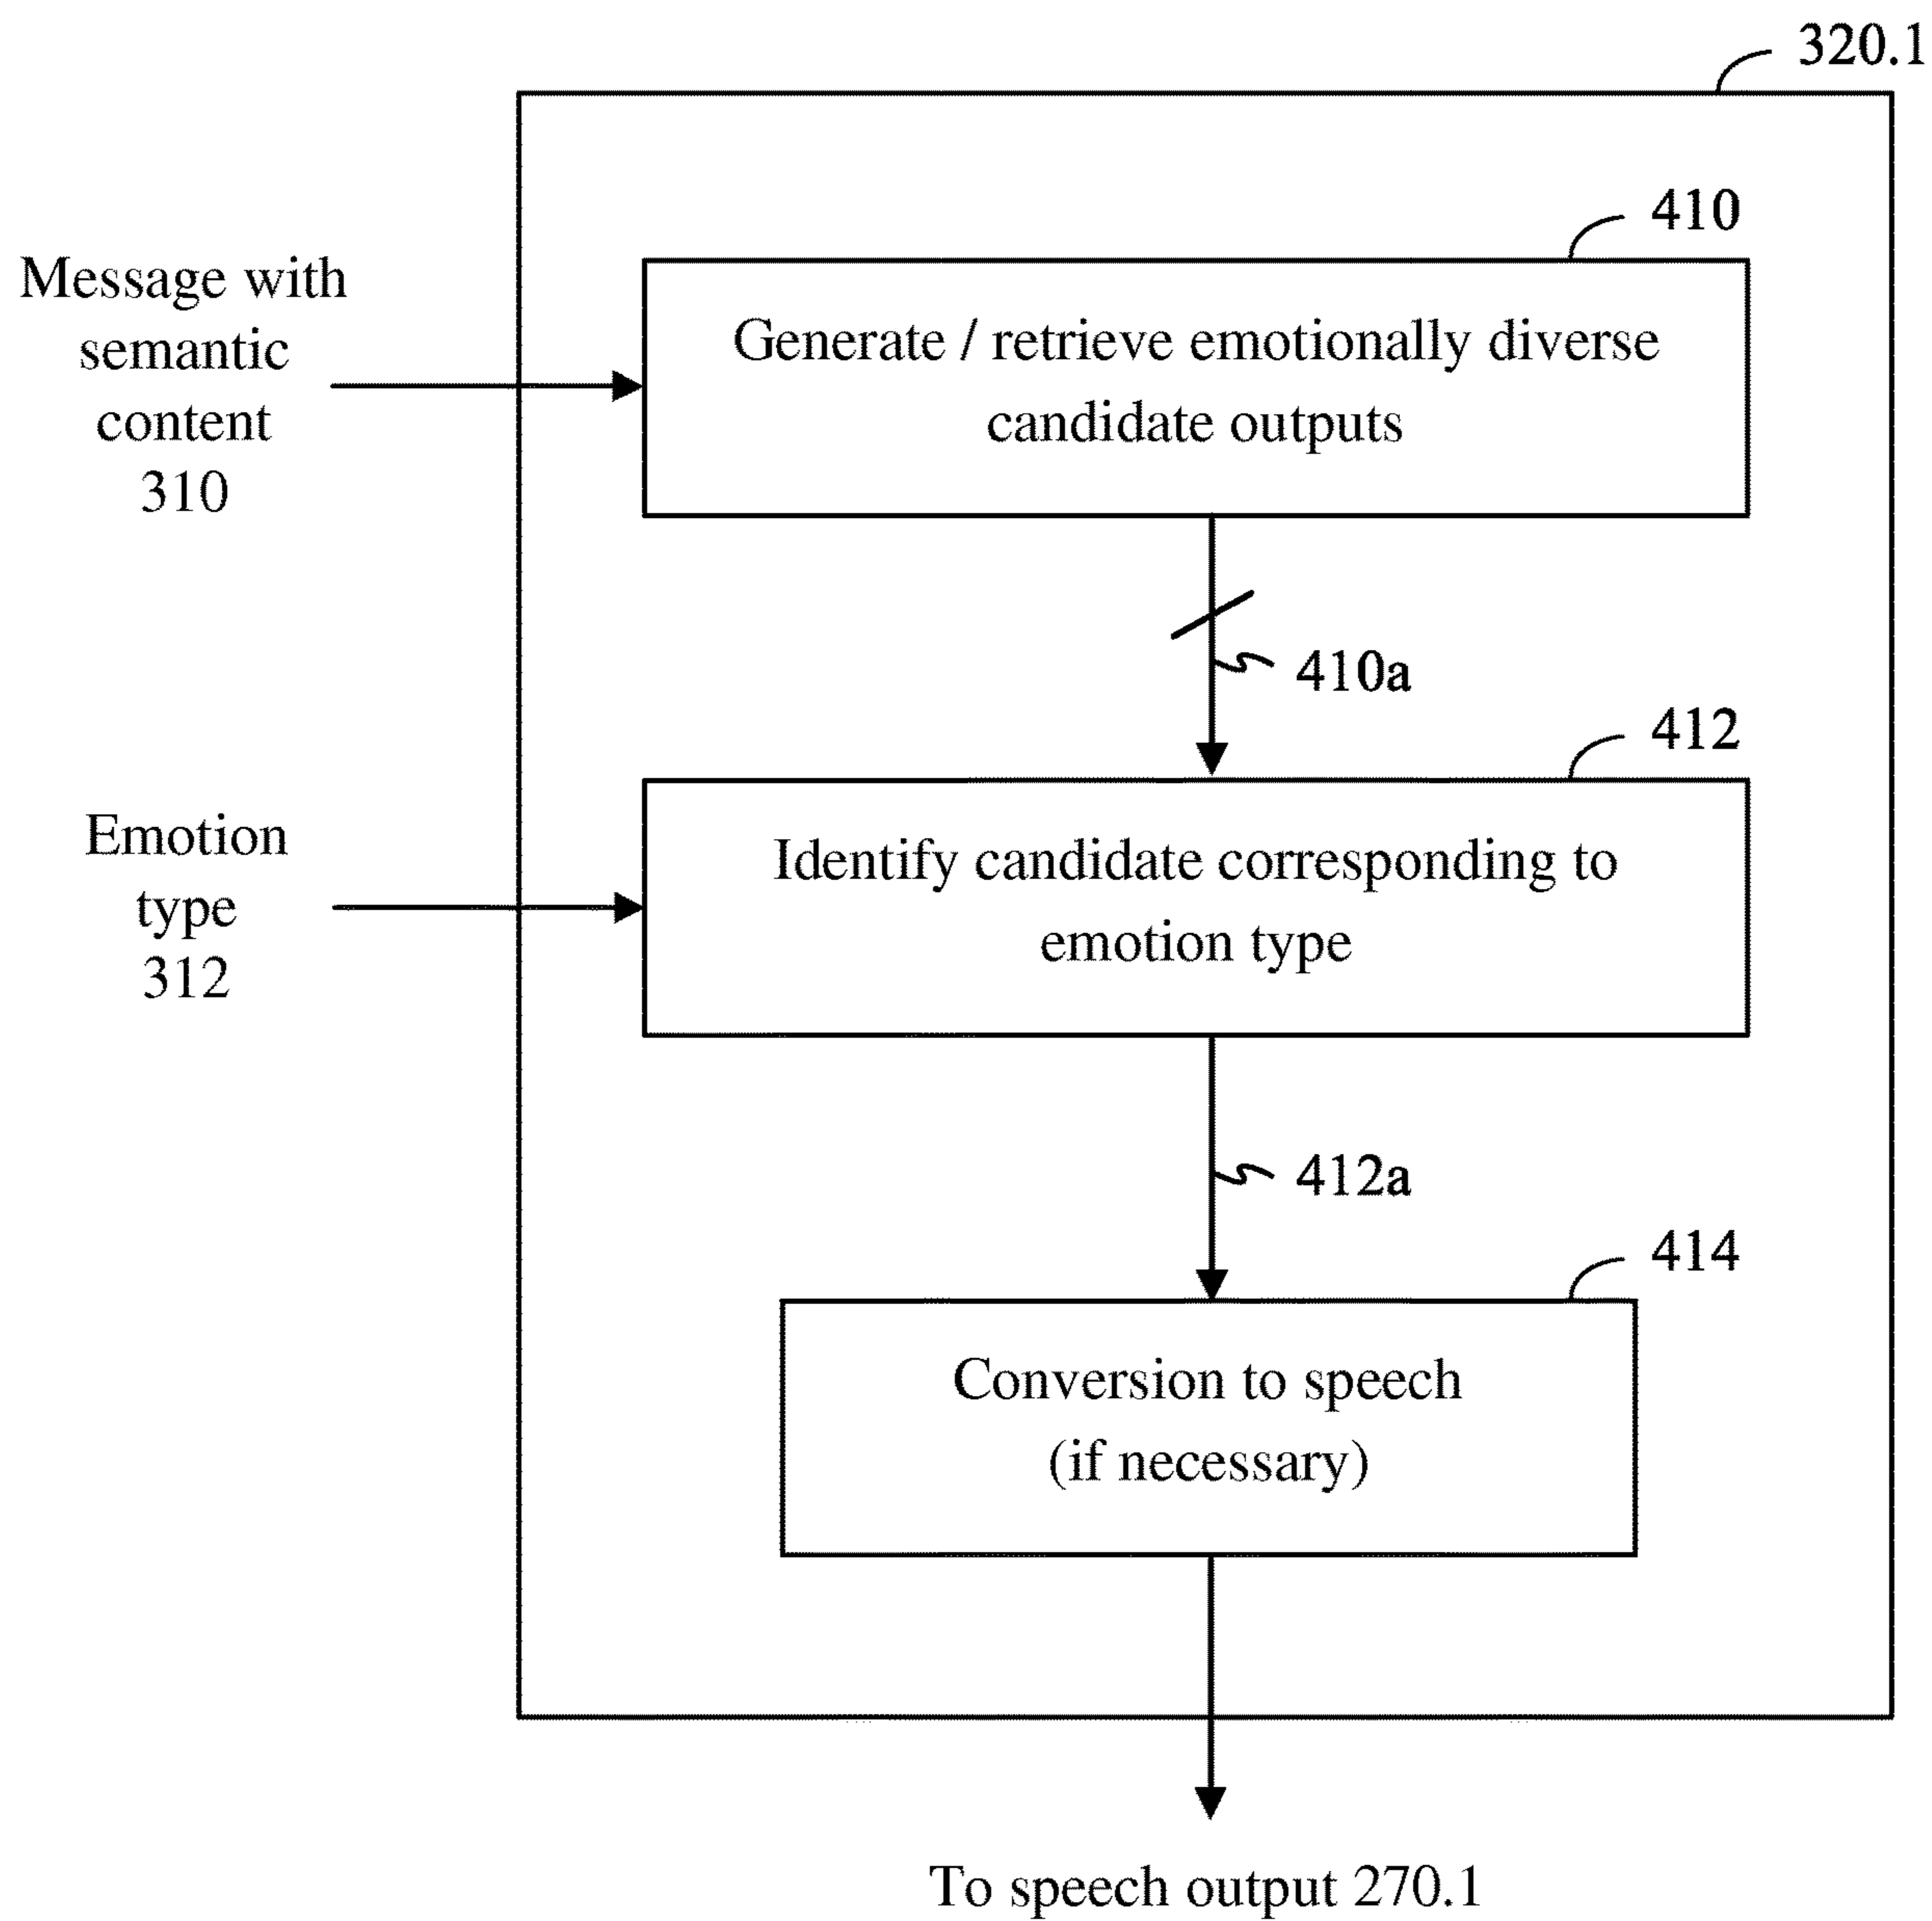 320.1
410
Message with
semantic
content
310
Generate / retrieve emotionally diverse
candidate outputs
410a
412
Emotion
type
312
Identify candidate corresponding to
emotion type
412a
414
Conversion to speech
(if necessary)
To speech output 270.1